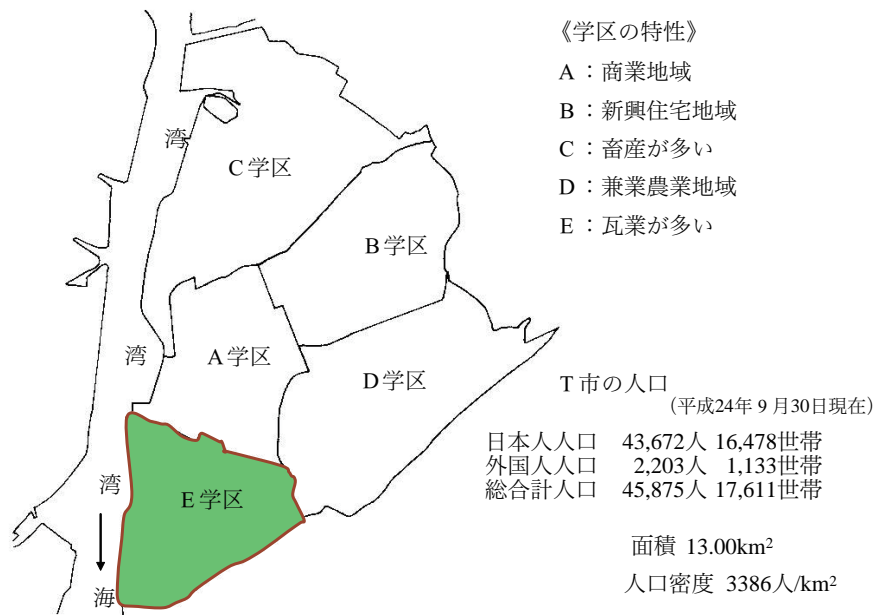 《学区の特性》
A：商業地域
B：新興住宅地域
C：畜産が多い
D：兼業農業地域
E：瓦業が多い
湾
C学区
B学区
湾
A学区
D学区
T市の人口
(平成24年9月30日現在)
日本人人口 43,672人 16,478世帯
外国人人口 2,203人 1,133世帯
総合計人口 45,875人 17,611世帯
湾
E学区
面積 13.00km²
人口密度 3386人/km²
海